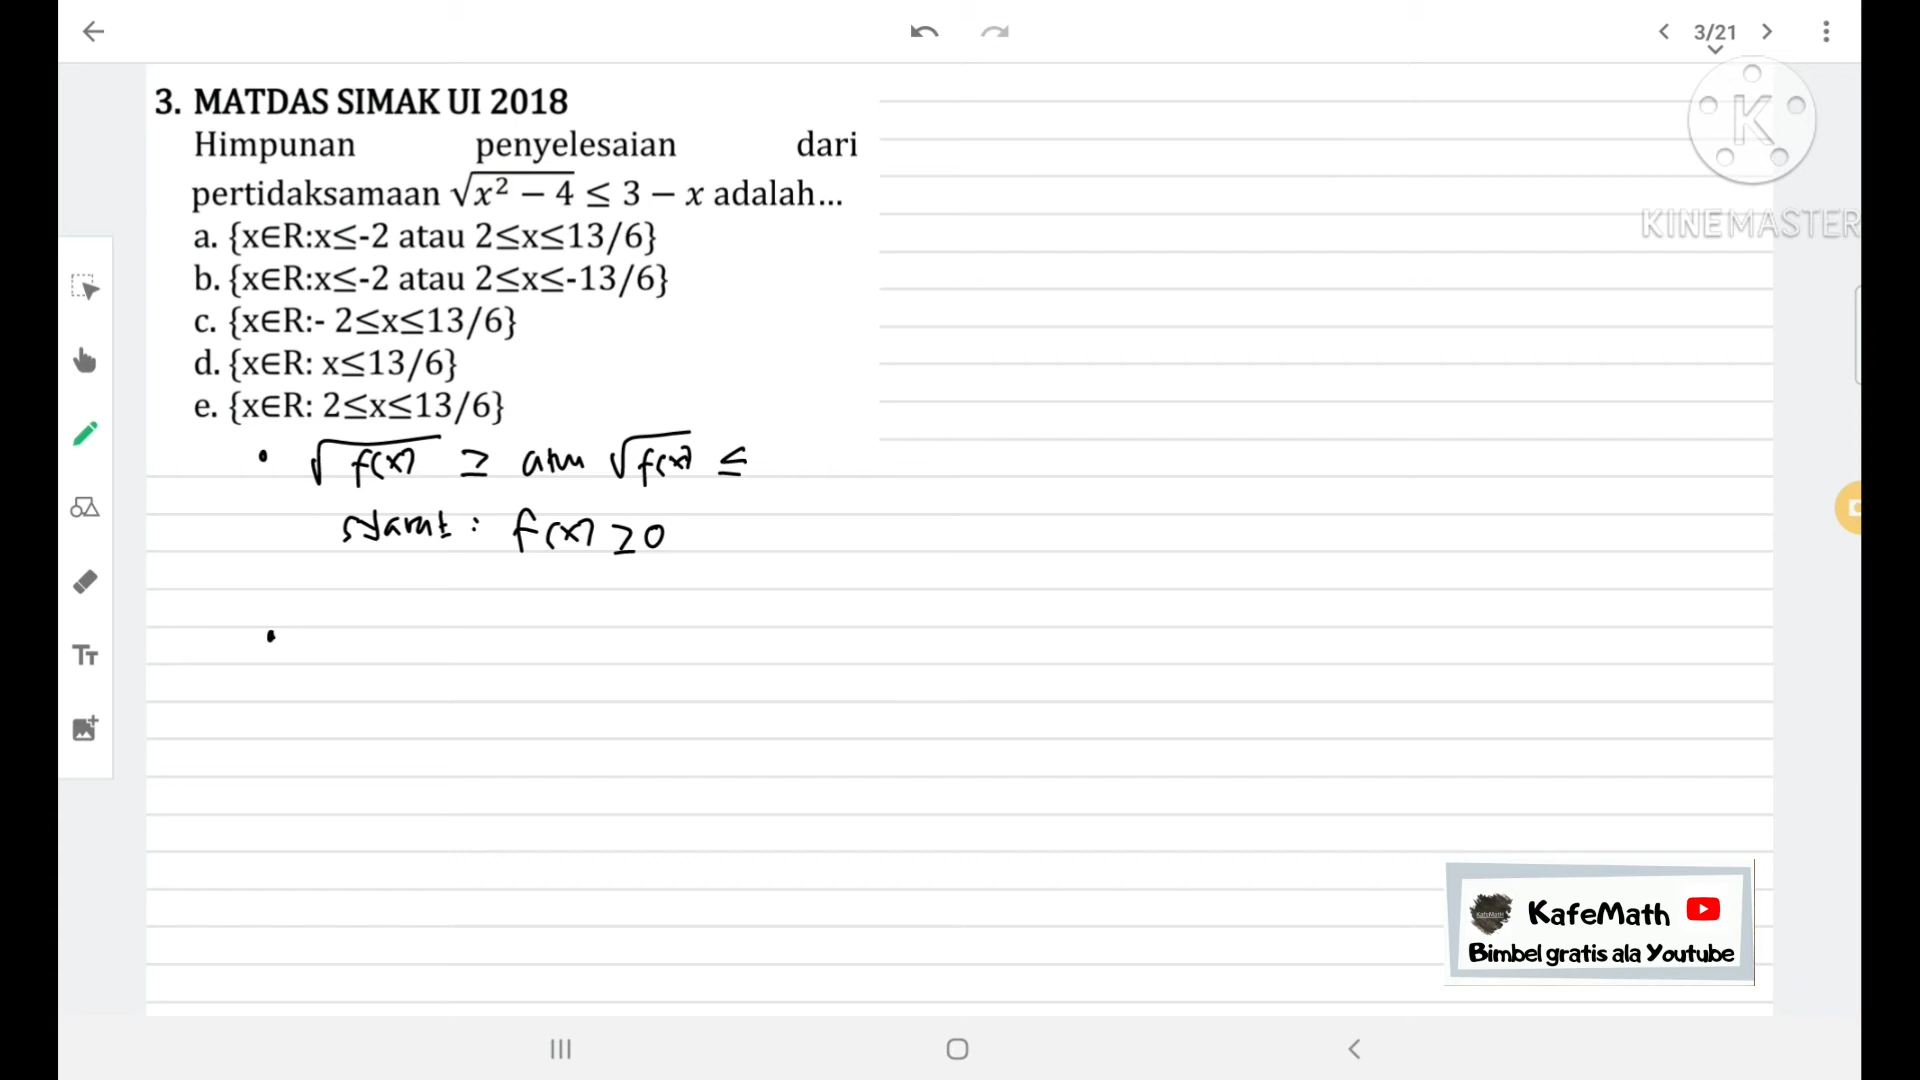 3/21
3. MATDAS SIMAK UI 2018
Himpunan penyelesaian dari
pertidaksamaan √(x² − 4) ≤ 3 − x adalah...
a. {x∈R:x≤-2 atau 2≤x≤13/6}
b. {x∈R:x≤-2 atau 2≤x≤-13/6}
c. {x∈R:- 2≤x≤13/6}
d. {x∈R: x≤13/6}
e. {x∈R: 2≤x≤13/6}
• √f(x) ≥ atau √f(x) ≤
syarat : f(x) ≥ 0
•
K
KINEMASTER
Tт
KafeMath
Bimbel gratis ala Youtube